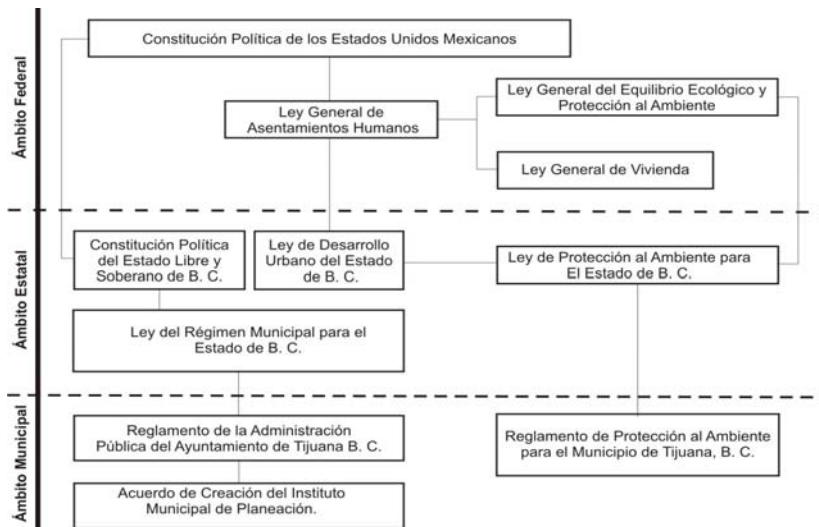 Ámbito Federal
Constitución Política de los Estados Unidos Mexicanos
Ley General de
Asentamientos Humanos
Ley General del Equilibrio Ecológico y
Protección al Ambiente
Ley General de Vivienda
Ámbito Estatal
Constitución Política
del Estado Libre y
Soberano de B. C.
Ley de Desarrollo
Urbano del Estado
de B. C.
Ley de Protección al Ambiente para
El Estado de B. C.
Ley del Régimen Municipal para el
Estado de B. C.
Ámbito Municipal
Reglamento de la Administración
Pública del Ayuntamiento de Tijuana B. C.
Reglamento de Protección al Ambiente
para el Municipio de Tijuana, B. C.
Acuerdo de Creación del Instituto
Municipal de Planeación.